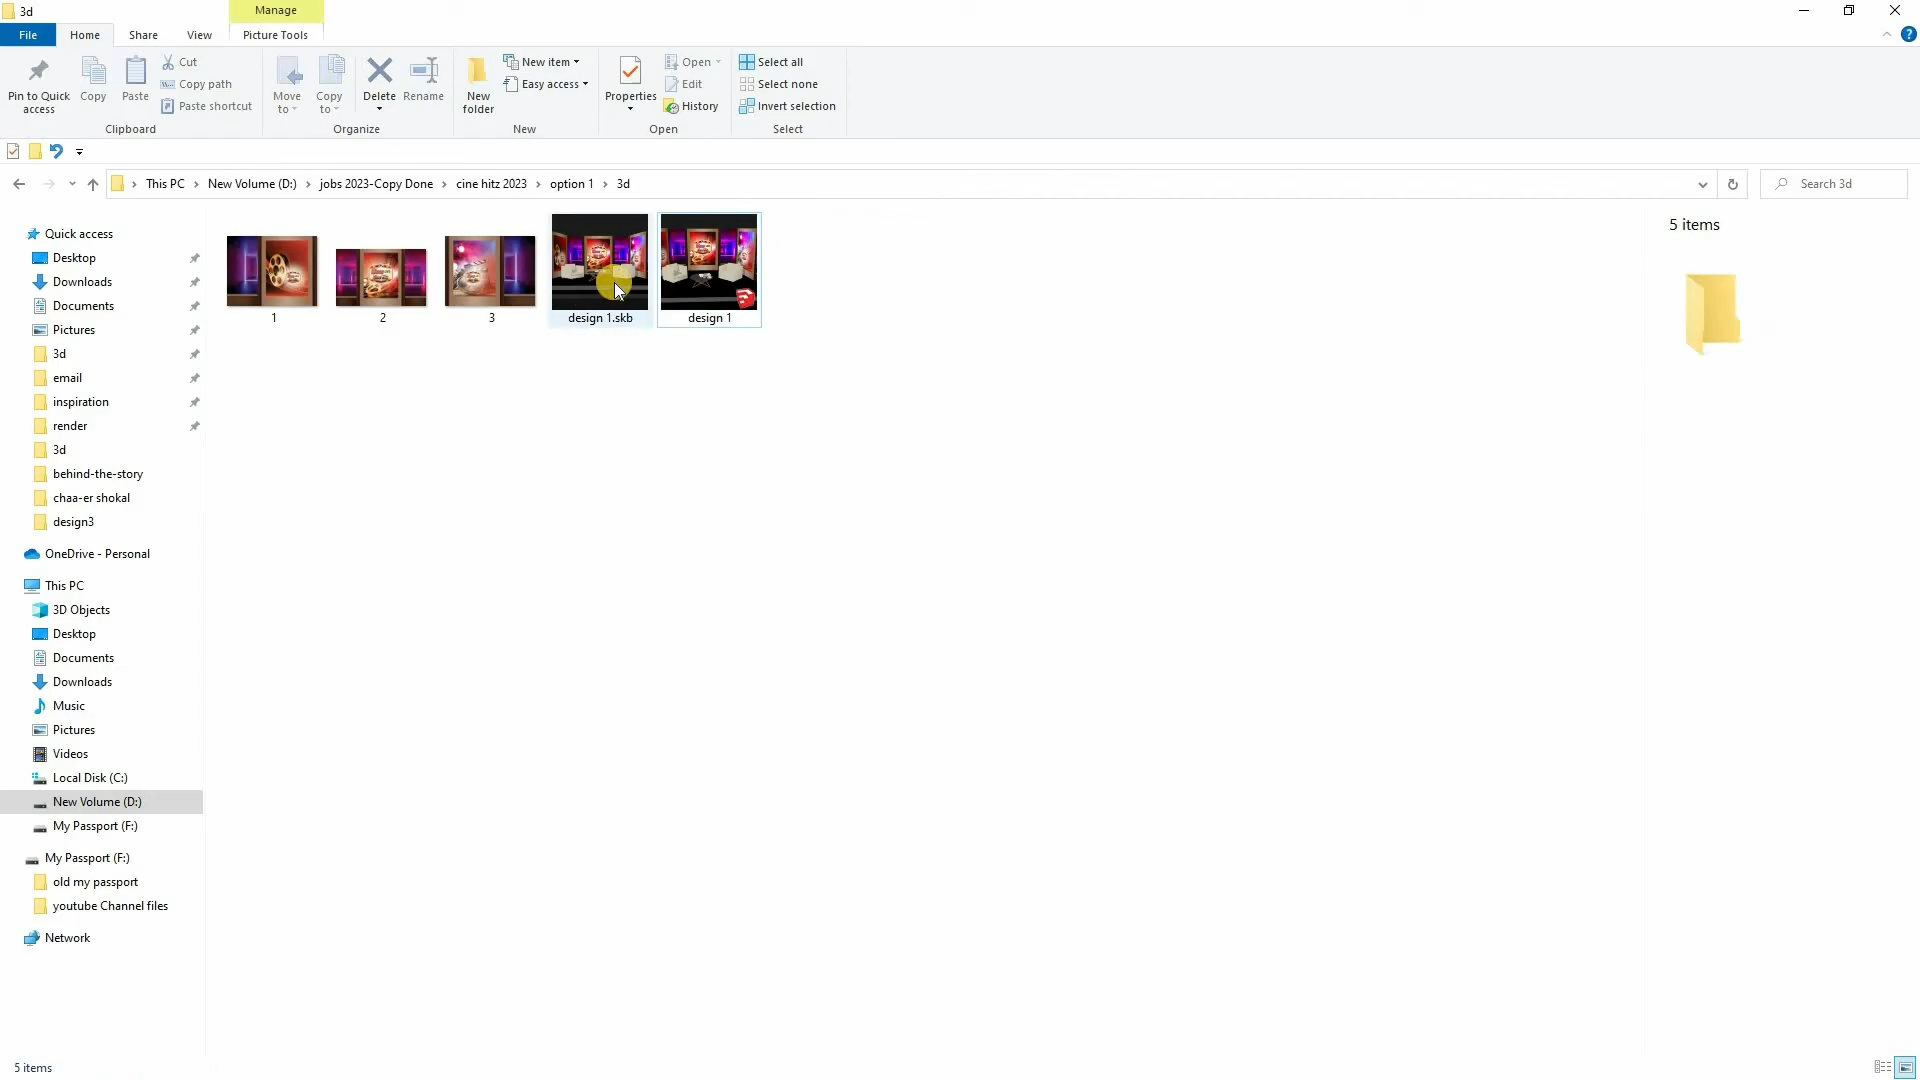 3d
Manage
File
Home
Share
View
Picture Tools
Pin to Quick access
Copy
Paste
Cut
Copy path
Paste shortcut
Clipboard
Move to
Copy to
Delete
Rename
Organize
New folder
New item
Easy access
New
Properties
Open
Edit
History
Open
Select all
Select none
Invert selection
Select
This PC
New Volume (D:)
jobs 2023-Copy Done
cine hitz 2023
option 1
3d
Search 3d
Quick access
Desktop
Downloads
Documents
Pictures
3d
email
inspiration
render
3d
behind-the-story
chaa-er shokal
design3
OneDrive - Personal
This PC
3D Objects
Desktop
Documents
Downloads
Music
Pictures
Videos
Local Disk (C:)
New Volume (D:)
My Passport (F:)
My Passport (F:)
old my passport
youtube Channel files
Network
1
2
3
design 1.skb
design 1
5 items
5 items